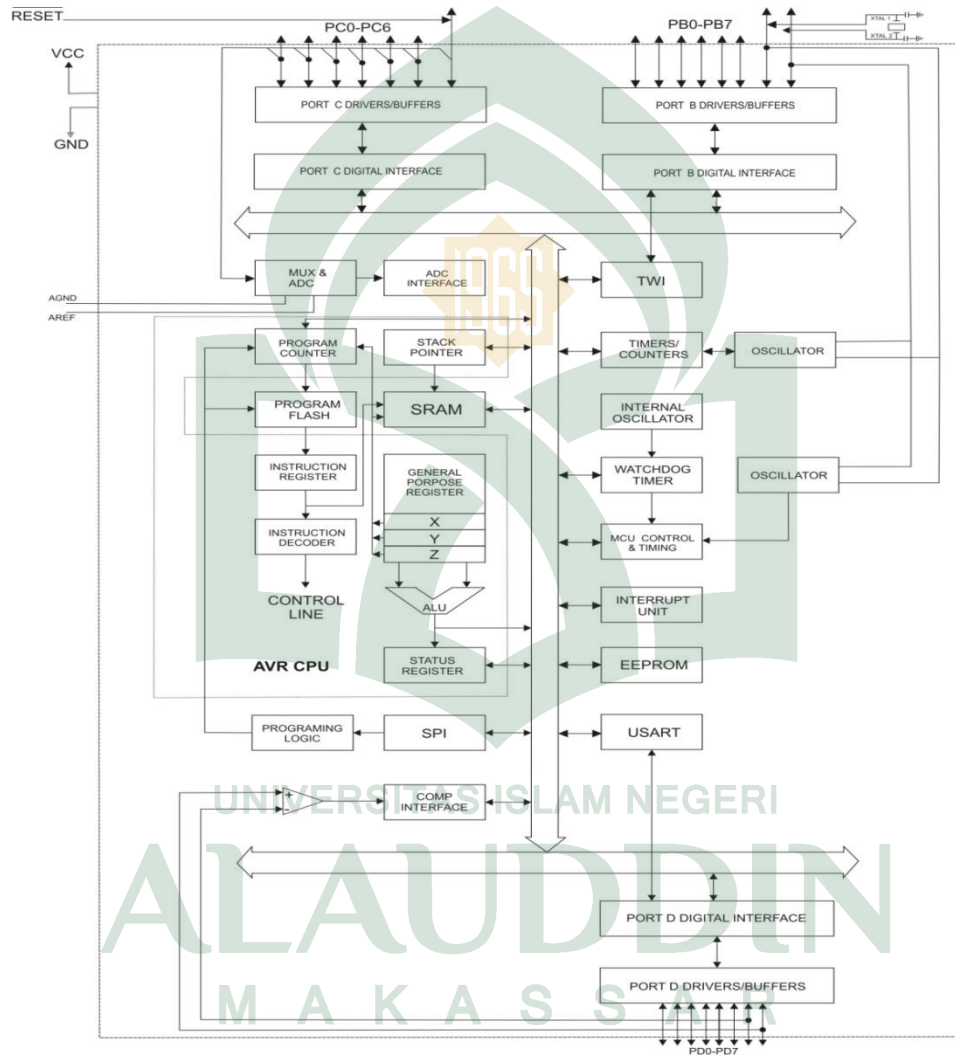 RESET
PC0-PC6
PB0-PB7
XTAL 1
XTAL 2
VCC
GND
PORT C DRIVERS/BUFFERS
PORT B DRIVERS/BUFFERS
PORT C DIGITAL INTERFACE
PORT B DIGITAL INTERFACE
1965
MUX &
ADC
ADC
INTERFACE
TWI
AGND
AREF
PROGRAM
COUNTER
STACK
POINTER
TIMERS/
COUNTERS
OSCILLATOR
PROGRAM
FLASH
SRAM
INTERNAL
OSCILLATOR
INSTRUCTION
REGISTER
GENERAL
PORPOSE
REGISTER
WATCHDOG
TIMER
OSCILLATOR
X
Y
Z
INSTRUCTION
DECODER
MCU CONTROL
& TIMING
CONTROL
LINE
ALU
INTERRUPT
UNIT
AVR CPU
STATUS
REGISTER
EEPROM
PROGRAMING
LOGIC
SPI
USART
+
-
COMP
INTERFACE
UNIVERSITAS ISLAM NEGERI
ALAUDDIN
MAKASSAR
PORT D DIGITAL INTERFACE
PORT D DRIVERS/BUFFERS
PD0-PD7